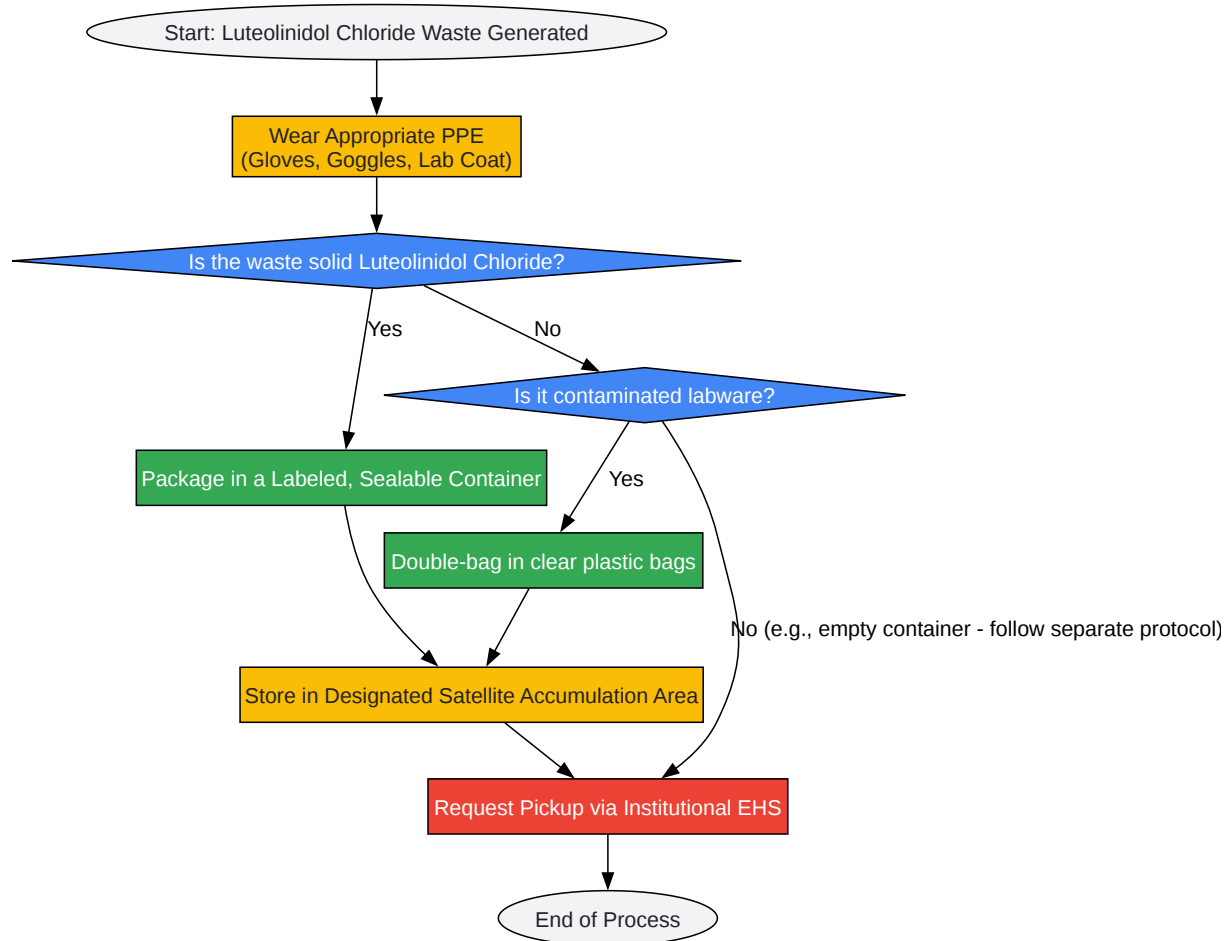 Start: Luteolinidol Chloride Waste Generated
Wear Appropriate PPE
(Gloves, Goggles, Lab Coat)
Is the waste solid Luteolinidol Chloride?
Yes
No
Is it contaminated labware?
Package in a Labeled, Sealable Container
Yes
Double-bag in clear plastic bags
No (e.g., empty container - follow separate protocol)
Store in Designated Satellite Accumulation Area
Request Pickup via Institutional EHS
End of Process